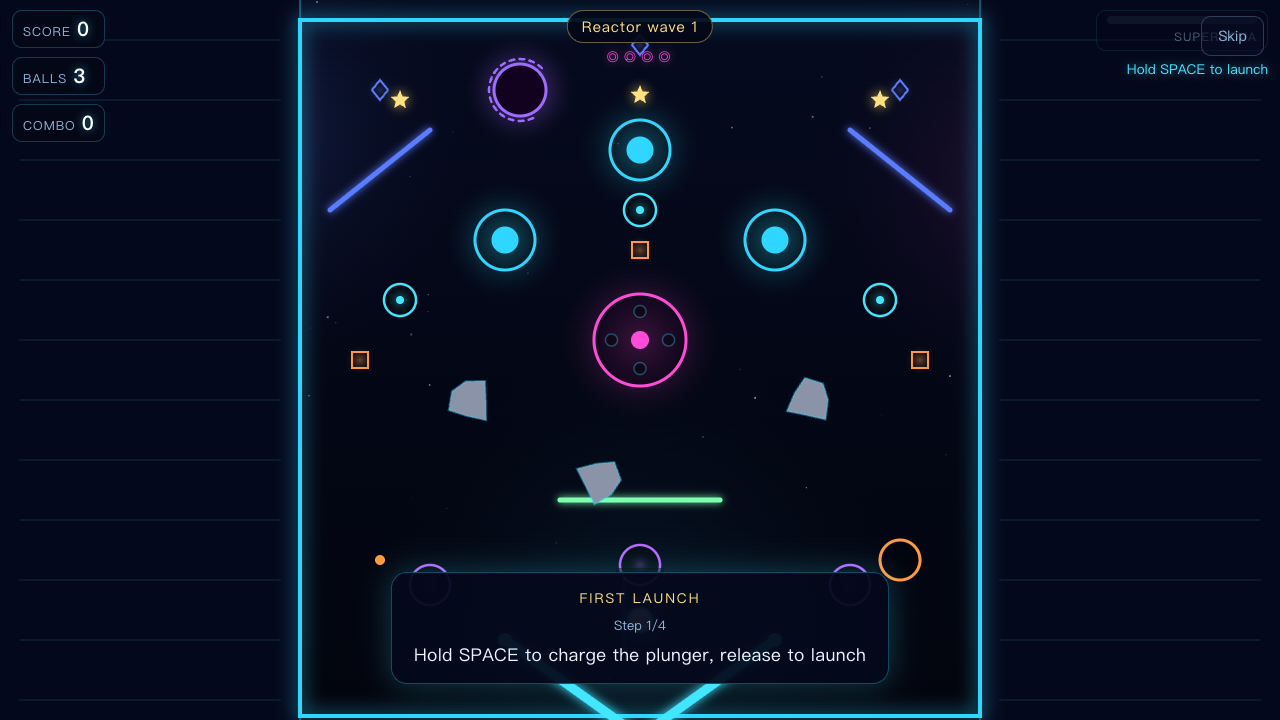 SCORE 0
BALLS 3
COMBO 0
Reactor wave 1
Skip
Hold SPACE to launch
FIRST LAUNCH
Step 1/4
Hold SPACE to charge the plunger, release to launch